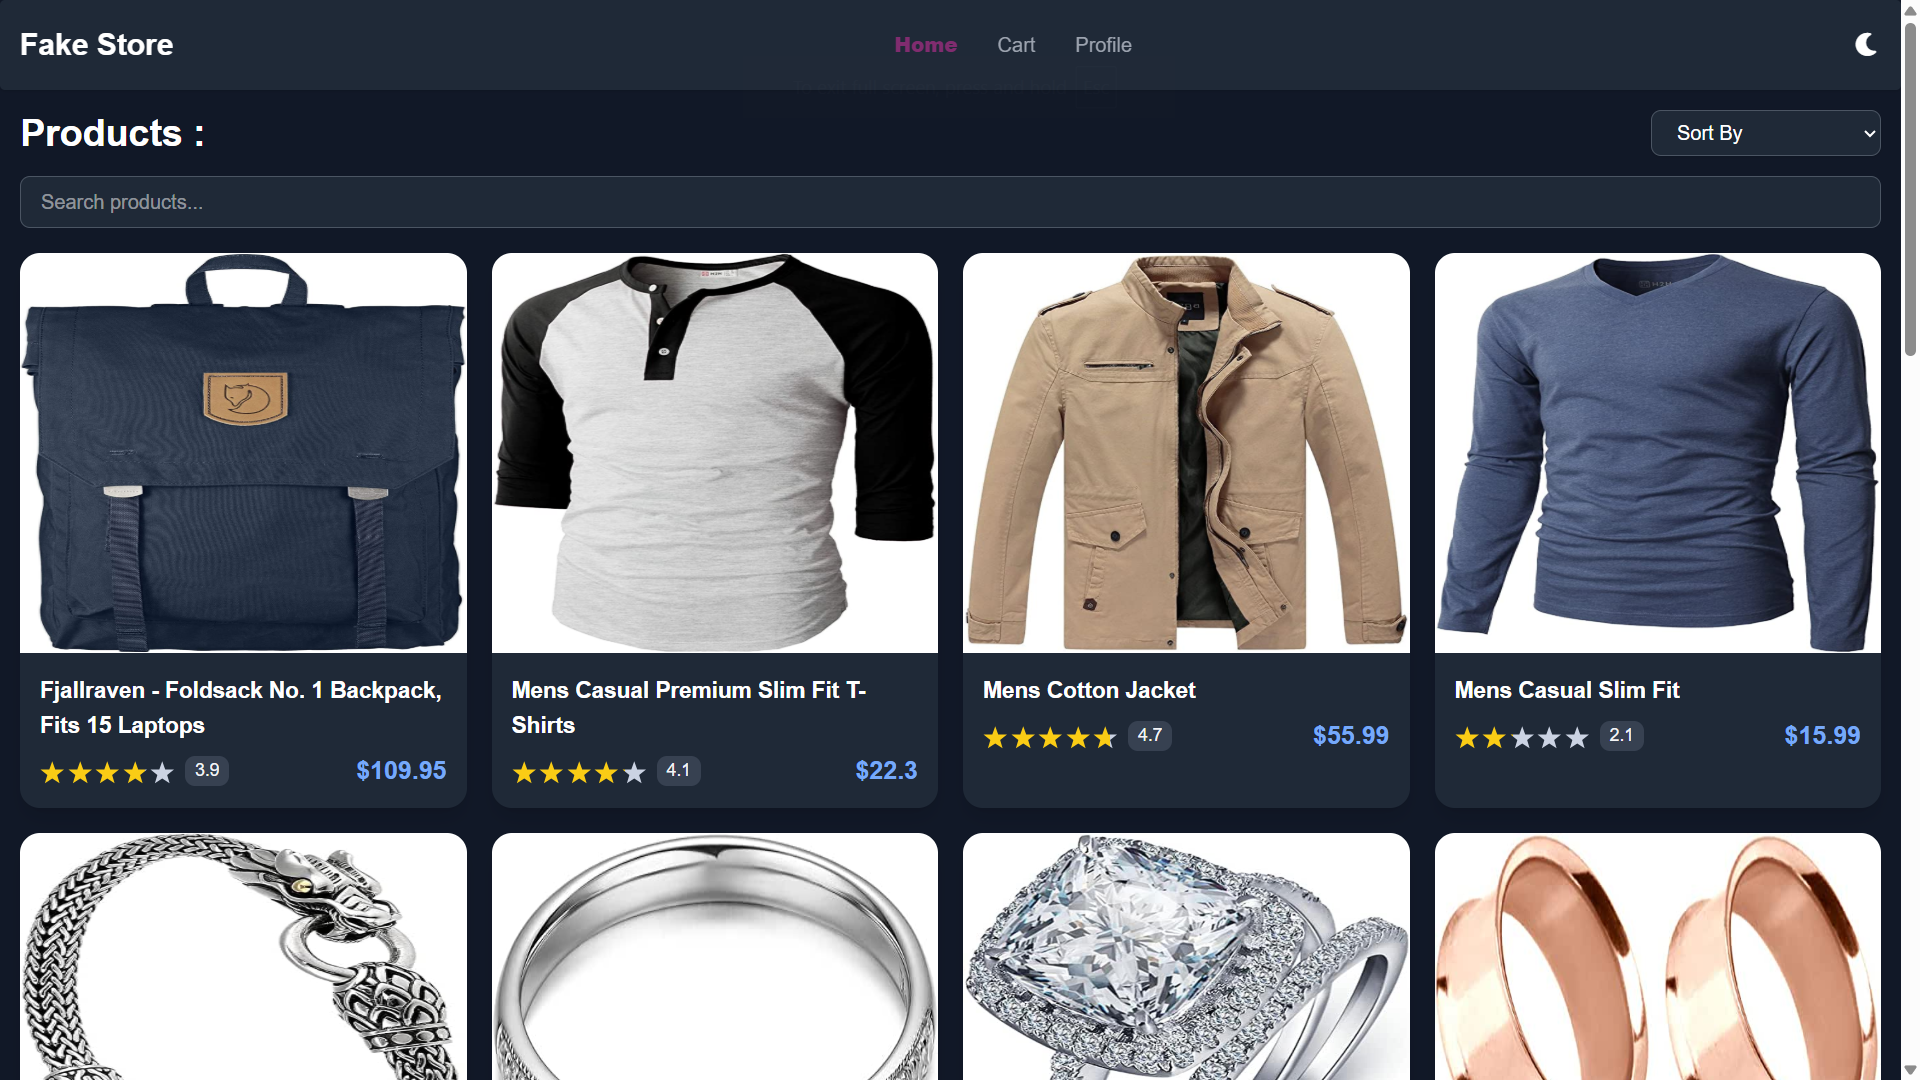 Fake Store
Home
Cart
Profile
Products :
Sort By
Search products...
Fjallraven - Foldsack No. 1 Backpack,
Fits 15 Laptops
3.9
$109.95
Mens Casual Premium Slim Fit T-
Shirts
4.1
$22.3
Mens Cotton Jacket
4.7
$55.99
Mens Casual Slim Fit
2.1
$15.99